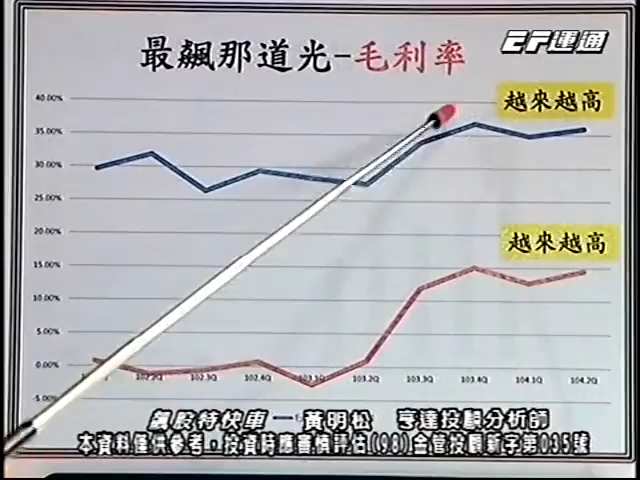 EFT運通
最飆那道光-毛利率
越來越高
40.00%
35.00%
30.00%
25.00%
20.00%
越來越高
15.00%
10.00%
5.00%
0.00%
102.2Q 102.3Q 102.4Q 103.1Q 103.2Q 103.3Q 103.4Q 104.1Q 104.2Q
-5.00%
飆股特快車 一 黃明松 亨達投顧分析師
本資料僅供參考,投資時應審慎評估(98)金管投顧新字第035號